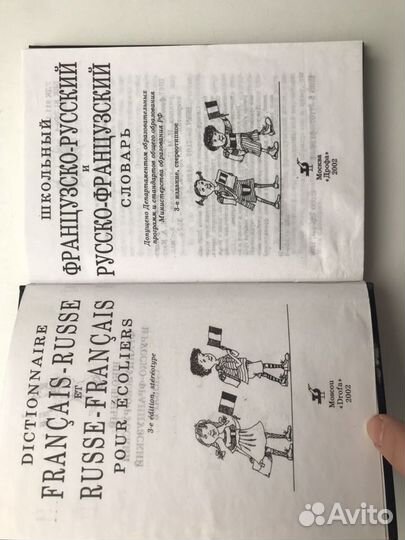 DICTIONNAIRE
FRANÇAIS-RUSSE
ET
RUSSE-FRANÇAIS
POUR ÉCOLIERS
3-e édition, stéréotype
Moscou
«Drofa»
2002
ШКОЛЬНЫЙ
ФРАНЦУЗСКО-РУССКИЙ
И
РУССКО-ФРАНЦУЗСКИЙ
СЛОВАРЬ
Допущено Департаментом образовательных
программ и стандартов общего образования
Министерства образования РФ
3-е издание, стереотипное
Москва
«Дрофа»
2002
Avito